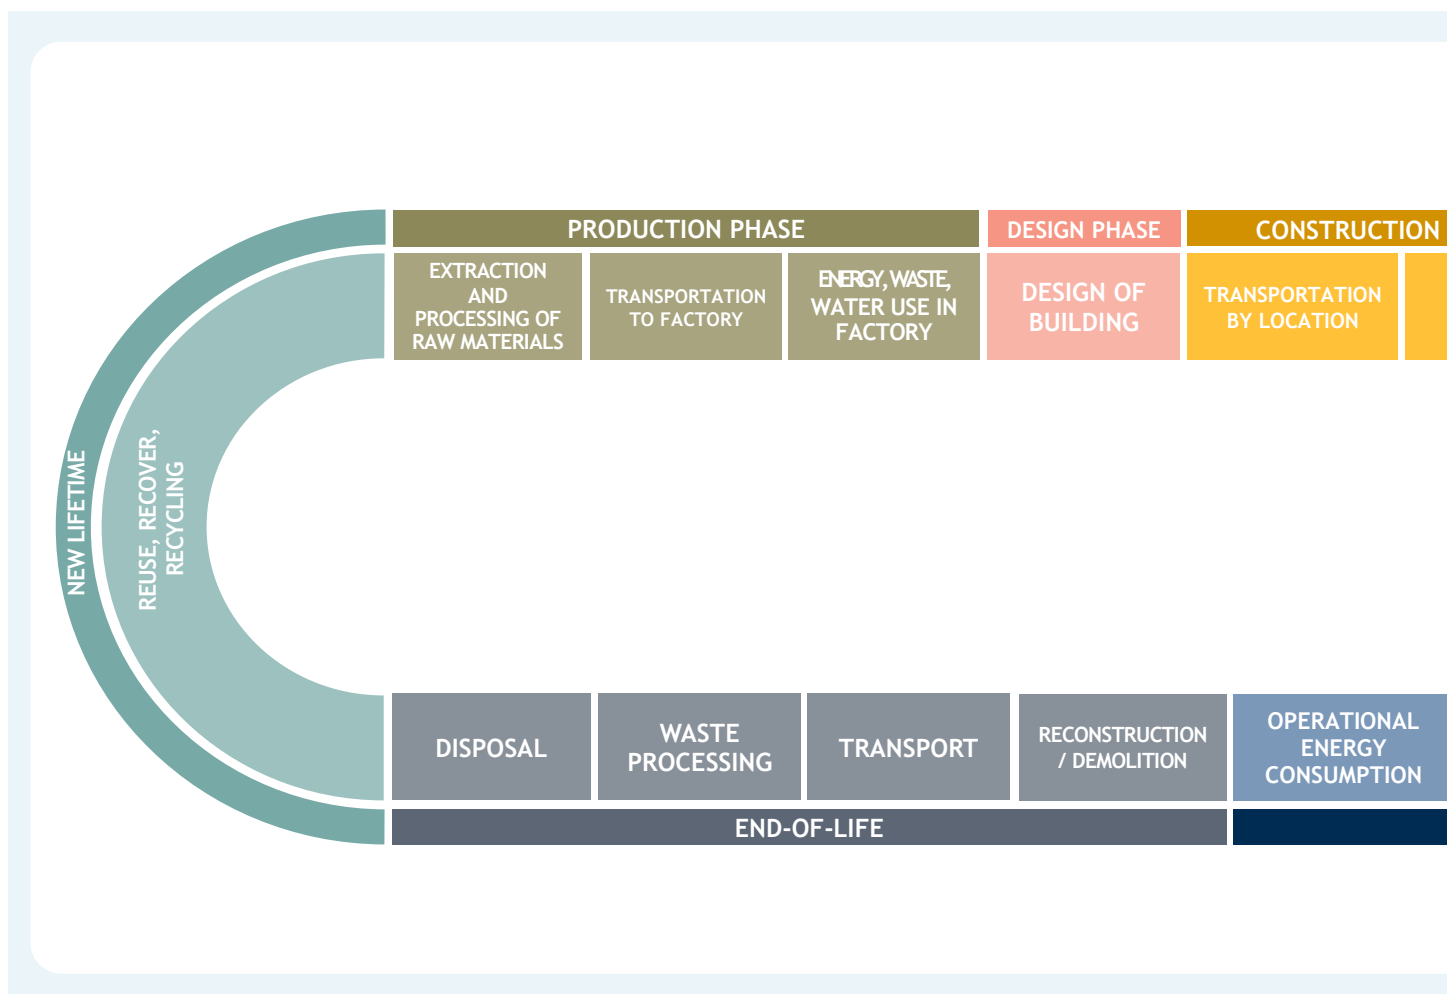 PRODUCTION PHASE
DESIGN PHASE
CONSTRUCTION
EXTRACTION
AND
PROCESSING OF
RAW MATERIALS
TRANSPORTATION
TO FACTORY
ENERGY, WASTE,
WATER USE IN
FACTORY
DESIGN OF
BUILDING
TRANSPORTATION
BY LOCATION
NEW LIFETIME
REUSE, RECOVER,
RECYCLING
DISPOSAL
WASTE
PROCESSING
TRANSPORT
RECONSTRUCTION
/ DEMOLITION
OPERATIONAL
ENERGY
CONSUMPTION
END-OF-LIFE